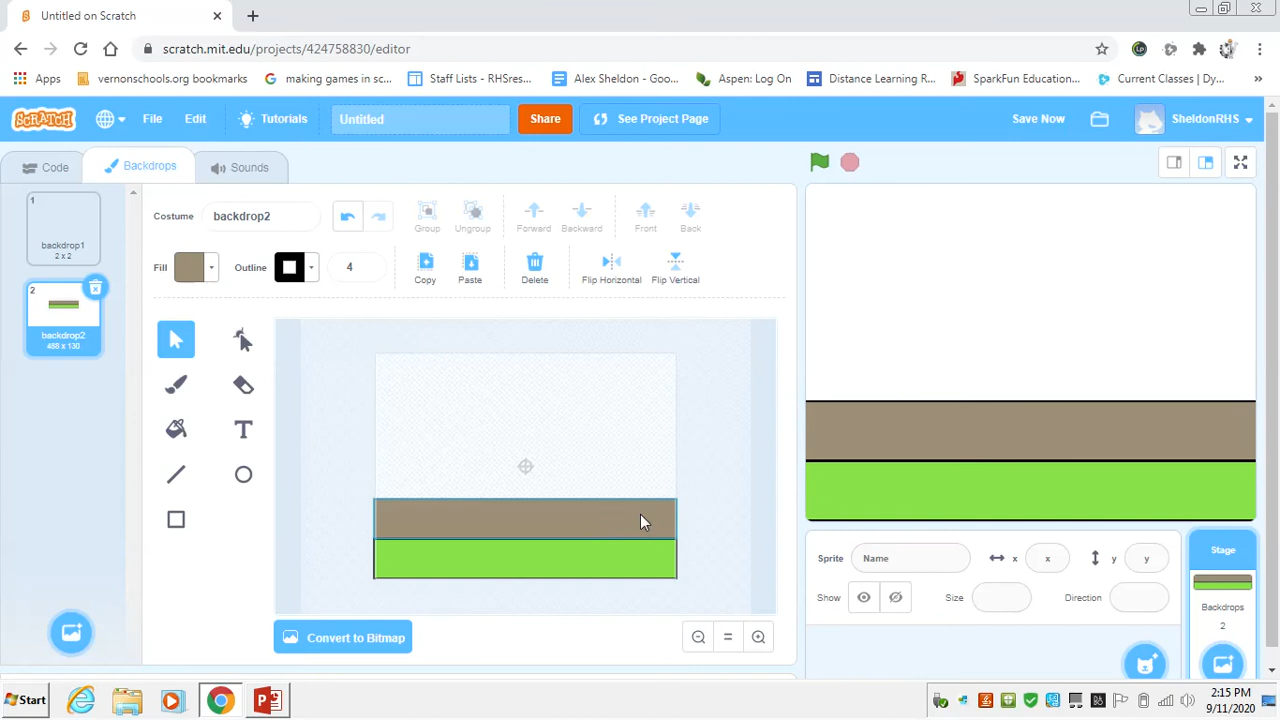 Untitled on Scratch
scratch.mit.edu/projects/424758830/editor
Apps vernonschools.org bookmarks making games in sc... Staff Lists - RHSres... Alex Sheldon - Goo... Aspen: Log On Distance Learning R... SparkFun Education... Current Classes | Dy... »
SCRATCH File Edit Tutorials Untitled Share See Project Page Save Now SheldonRHS
Code Backdrops Sounds
1
backdrop1
2 x 2
2
backdrop2
488 x 130
Costume backdrop2 Group Ungroup Forward Backward Front Back
Fill Outline 4 Copy Paste Delete Flip Horizontal Flip Vertical
T
Convert to Bitmap
Sprite Name x x y y
Show Size Direction
Stage
Backdrops
2
Start
2:15 PM
9/11/2020